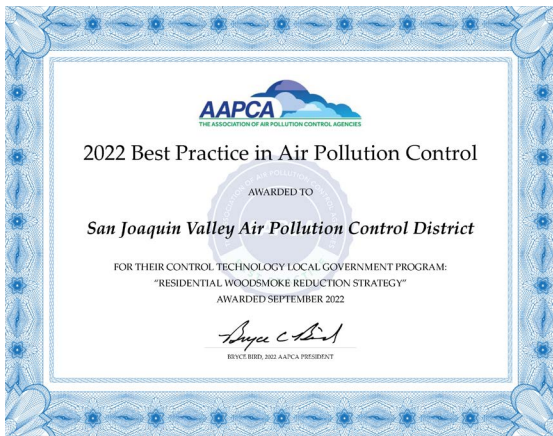 AAPCA
THE ASSOCIATION OF AIR POLLUTION CONTROL AGENCIES
2022 Best Practice in Air Pollution Control
AWARDED TO
San Joaquin Valley Air Pollution Control District
FOR THEIR CONTROL TECHNOLOGY LOCAL GOVERNMENT PROGRAM:
"RESIDENTIAL WOODSMOKE REDUCTION STRATEGY"
AWARDED SEPTEMBER 2022
Bryce C Bird
BRYCE BIRD, 2022 AAPCA PRESIDENT